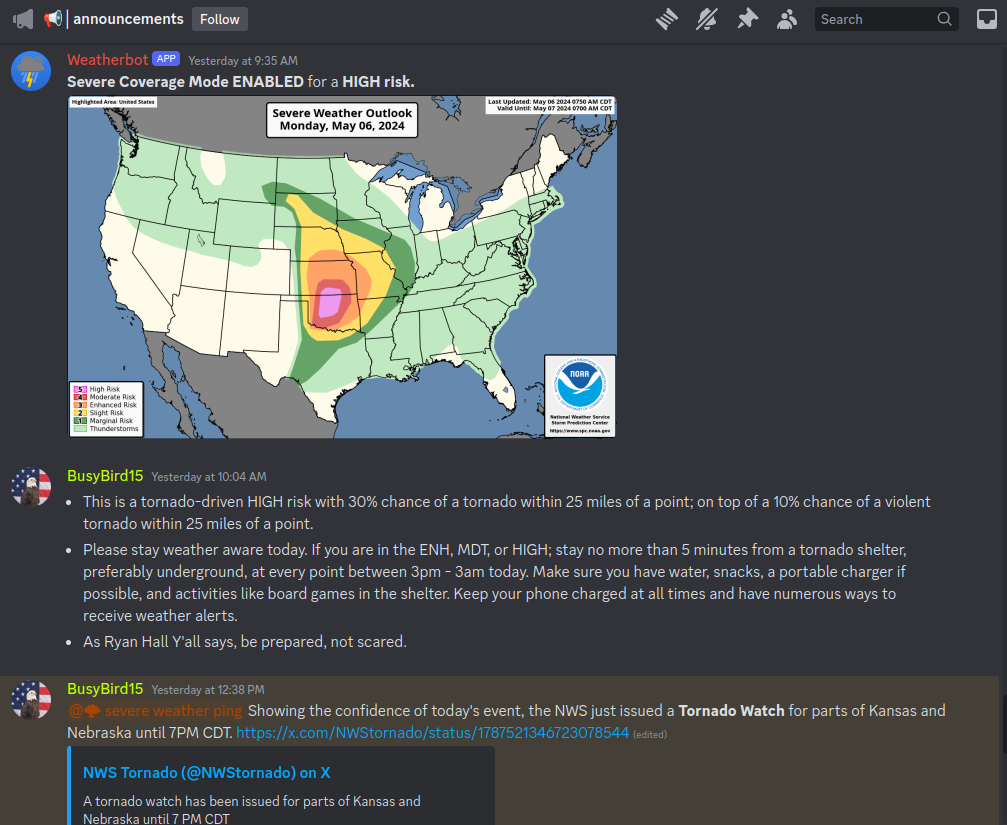 | announcements
Follow
Search
Weatherbot APP Yesterday at 9:35 AM
Severe Coverage Mode ENABLED for a HIGH risk.
Highlighted Area: United States
Severe Weather Outlook
Monday, May 06, 2024
Last Updated: May 06 2024 0750 AM CDT
Valid Until: May 07 2024 0700 AM CDT
5 High Risk
4 Moderate Risk
3 Enhanced Risk
2 Slight Risk
1 Marginal Risk
Thunderstorms
NOAA
National Weather Service
Storm Prediction Center
https://www.spc.noaa.gov
BusyBird15 Yesterday at 10:04 AM
• This is a tornado-driven HIGH risk with 30% chance of a tornado within 25 miles of a point; on top of a 10% chance of a violent
tornado within 25 miles of a point.
• Please stay weather aware today. If you are in the ENH, MDT, or HIGH; stay no more than 5 minutes from a tornado shelter,
preferably underground, at every point between 3pm - 3am today. Make sure you have water, snacks, a portable charger if
possible, and activities like board games in the shelter. Keep your phone charged at all times and have numerous ways to
receive weather alerts.
• As Ryan Hall Y'all says, be prepared, not scared.
BusyBird15 Yesterday at 12:38 PM
@🌩 severe weather ping Showing the confidence of today's event, the NWS just issued a Tornado Watch for parts of Kansas and
Nebraska until 7PM CDT. https://x.com/NWStornado/status/1787521346723078544 (edited)
NWS Tornado (@NWStornado) on X
A tornado watch has been issued for parts of Kansas and
Nebraska until 7 PM CDT